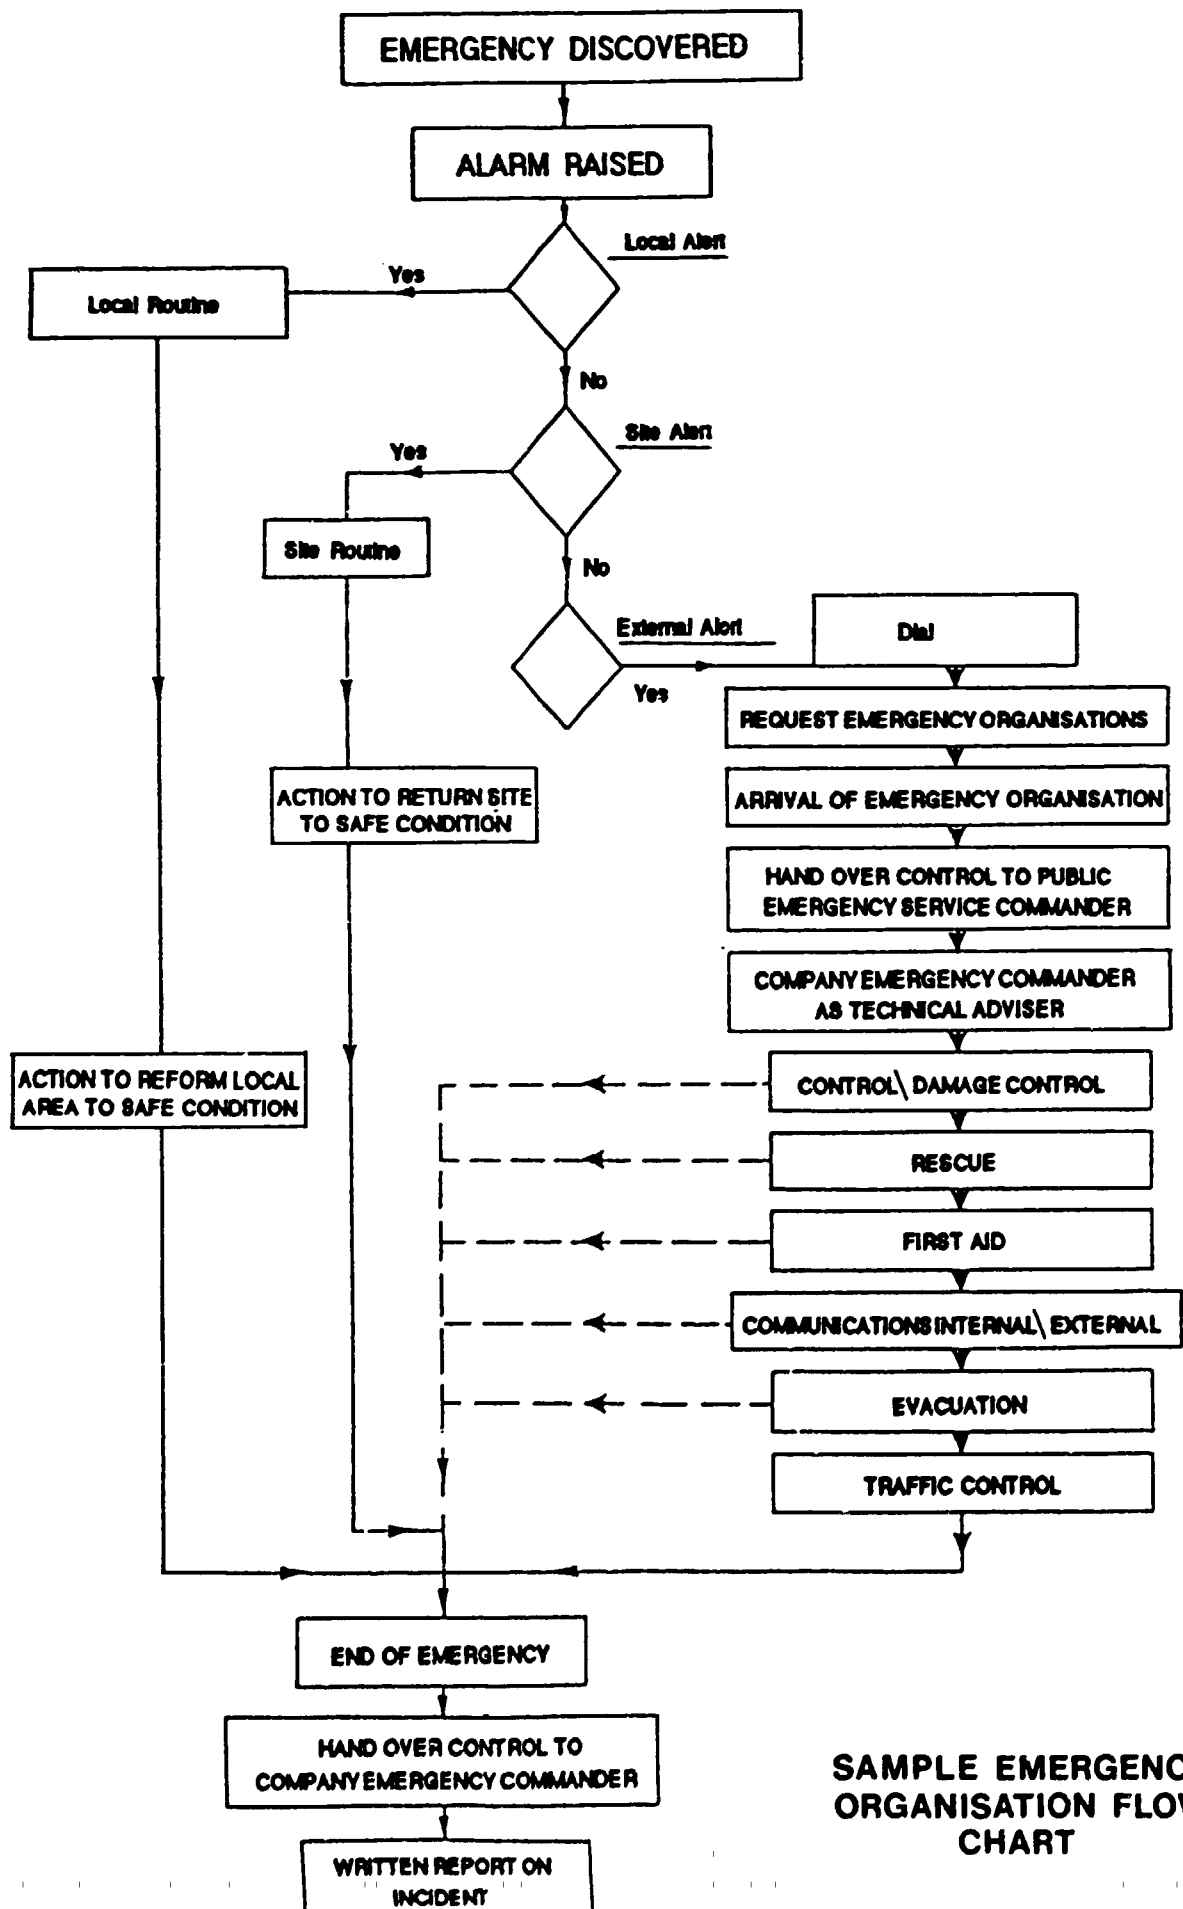 EMERGENCY DISCOVERED
ALARM RAISED
Local Alert
Yes
Local Routine
No
Site Alert
Yes
Site Routine
No
External Alert
Yes
Dial
REQUEST EMERGENCY ORGANISATIONS
ACTION TO RETURN SITE
TO SAFE CONDITION
ARRIVAL OF EMERGENCY ORGANISATION
HAND OVER CONTROL TO PUBLIC
EMERGENCY SERVICE COMMANDER
COMPANY EMERGENCY COMMANDER
AS TECHNICAL ADVISER
ACTION TO REFORM LOCAL
AREA TO SAFE CONDITION
CONTROL\DAMAGE CONTROL
RESCUE
FIRST AID
COMMUNICATIONS INTERNAL\EXTERNAL
EVACUATION
TRAFFIC CONTROL
END OF EMERGENCY
HAND OVER CONTROL TO
COMPANY EMERGENCY COMMANDER
WRITTEN REPORT ON
INCIDENT
SAMPLE EMERGENC
ORGANISATION FLOW
CHART